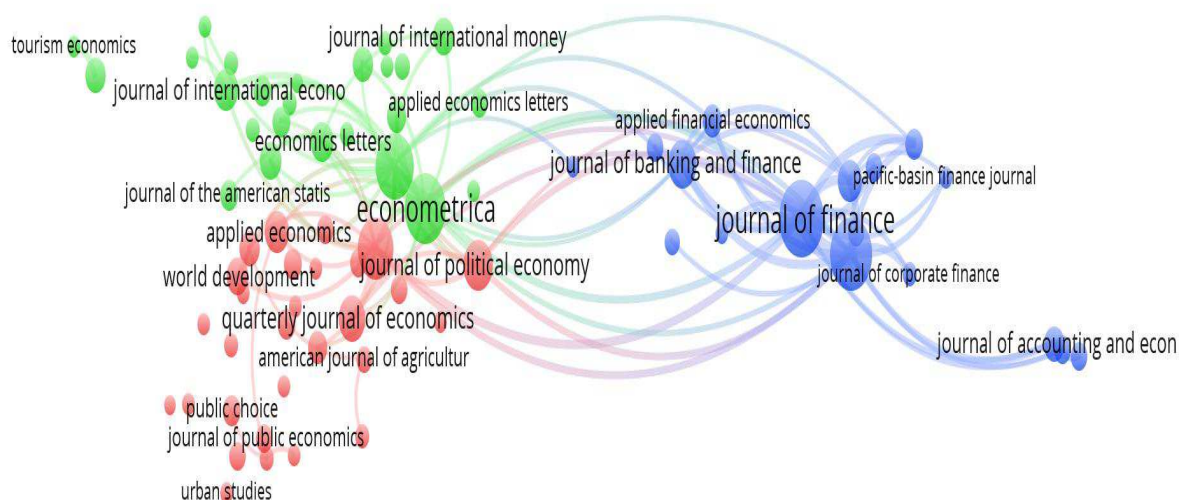 tourism economics
journal of international money
journal of international econo
applied economics letters
applied financial economics
economics letters
journal of banking and finance
pacific-basin finance journal
journal of the american statis
econometrica
journal of finance
applied economics
journal of political economy
world development
journal of corporate finance
quarterly journal of economics
american journal of agricultur
journal of accounting and econ
public choice
journal of public economics
urban studies